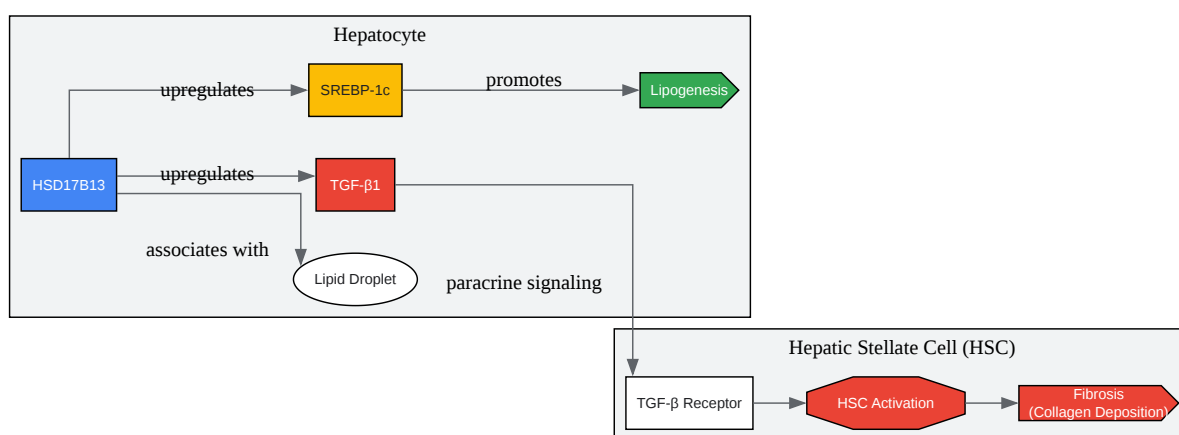 Hepatocyte
upregulates
SREBP-1c
promotes
Lipogenesis
HSD17B13
upregulates
TGF-β1
associates with
Lipid Droplet
paracrine signaling
Hepatic Stellate Cell (HSC)
TGF-β Receptor
HSC Activation
Fibrosis
(Collagen Deposition)